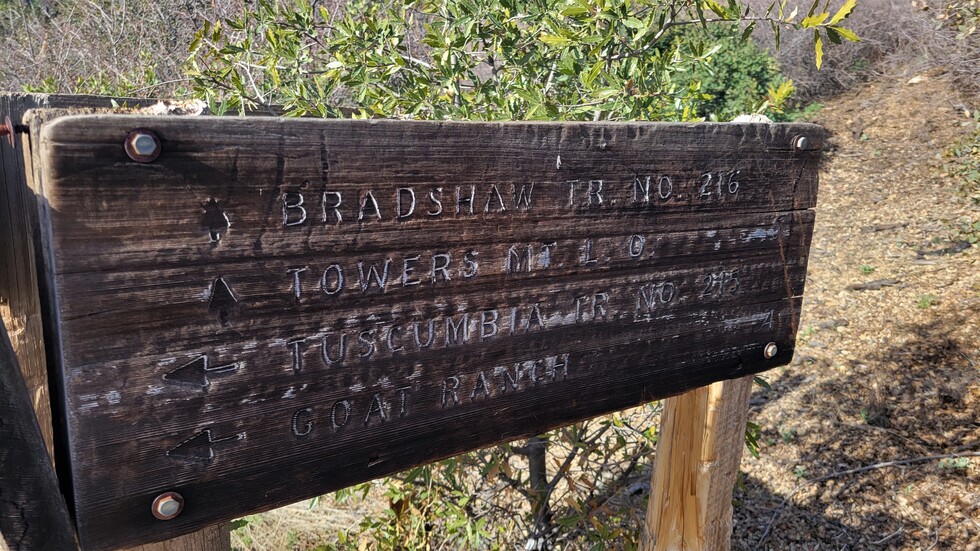 BRADSHAW TR. NO. 216
TOWERS MT. L. O.
TUSCUMBIA TR. NO. 215
GOAT RANCH